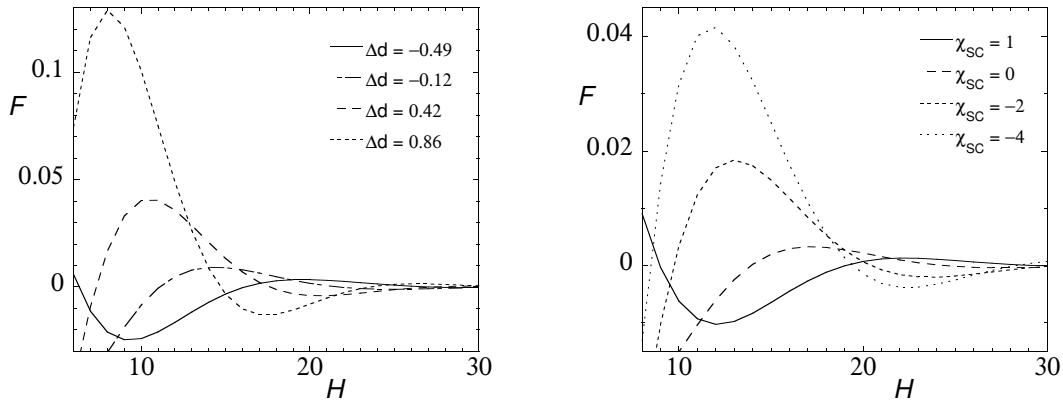 0.1
0.05
0
F
10
20
30
H
Δd = −0.49
Δd = −0.12
Δd = 0.42
Δd = 0.86
0.04
0.02
0
F
10
20
30
H
χSC = 1
χSC = 0
χSC = −2
χSC = −4